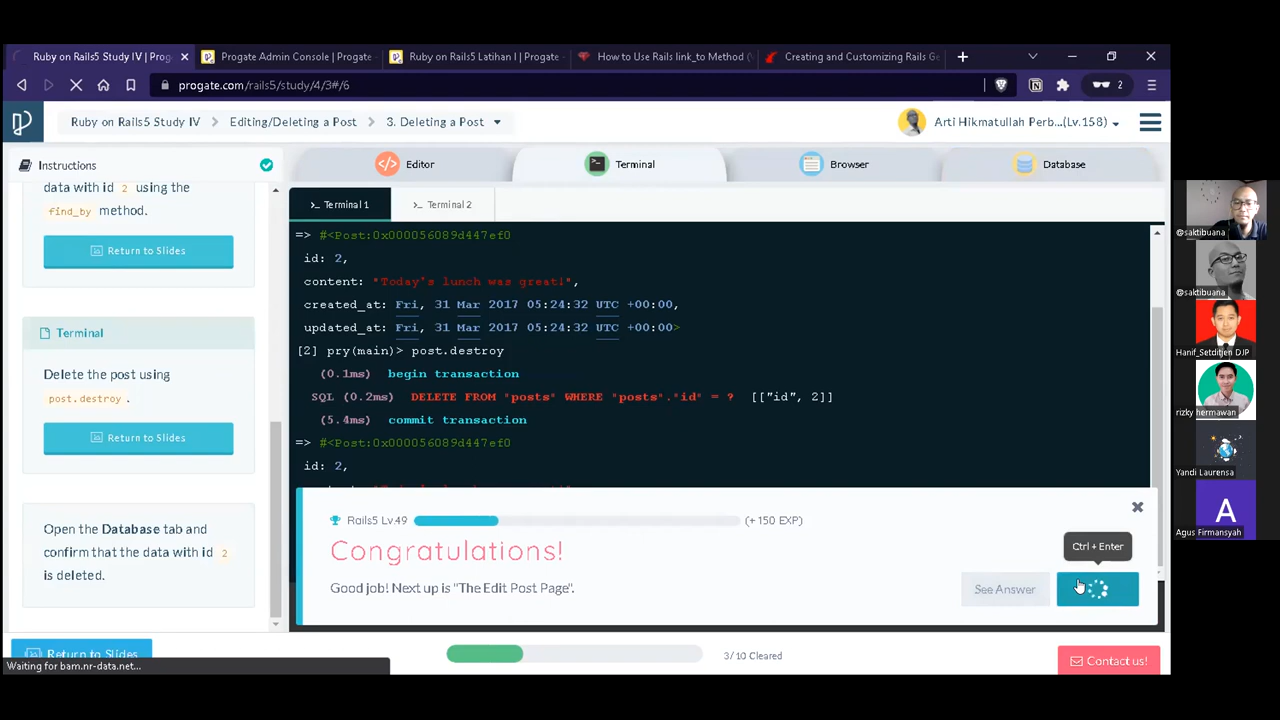 Ruby on Rails5 Study IV | Prog
Progate Admin Console | Progate
Ruby on Rails5 Latihan I | Progate
How to Use Rails link_to Method
Creating and Customizing Rails Ge
progate.com/rails5/study/4/3#/6
2
Ruby on Rails5 Study IV
Editing/Deleting a Post
3. Deleting a Post
Arti Hikmatullah Perb...(Lv.158)
Instructions
Editor
Terminal
Browser
Database
data with id 2 using the
find_by method.
Return to Slides
Terminal
Delete the post using
post.destroy .
Return to Slides
Open the Database tab and
confirm that the data with id 2
is deleted.
Return to Slides
Waiting for bam.nr-data.net...
>_ Terminal 1
>_ Terminal 2
=> #<Post:0x000056089d447ef0
id: 2,
content: "Today's lunch was great!",
created_at: Fri, 31 Mar 2017 05:24:32 UTC +00:00,
updated_at: Fri, 31 Mar 2017 05:24:32 UTC +00:00>
[2] pry(main)> post.destroy
(0.1ms) begin transaction
SQL (0.2ms) DELETE FROM "posts" WHERE "posts"."id" = ? [["id", 2]]
(5.4ms) commit transaction
=> #<Post:0x000056089d447ef0
id: 2,
Rails5 Lv.49
(+ 150 EXP)
Congratulations!
Good job! Next up is "The Edit Post Page".
Ctrl + Enter
See Answer
3/10 Cleared
Contact us!
@saktibuana
@saktibuana
Hanif_Setditjen DJP
rizky hermawan
Yandi Laurensa
A
Agus Firmansyah